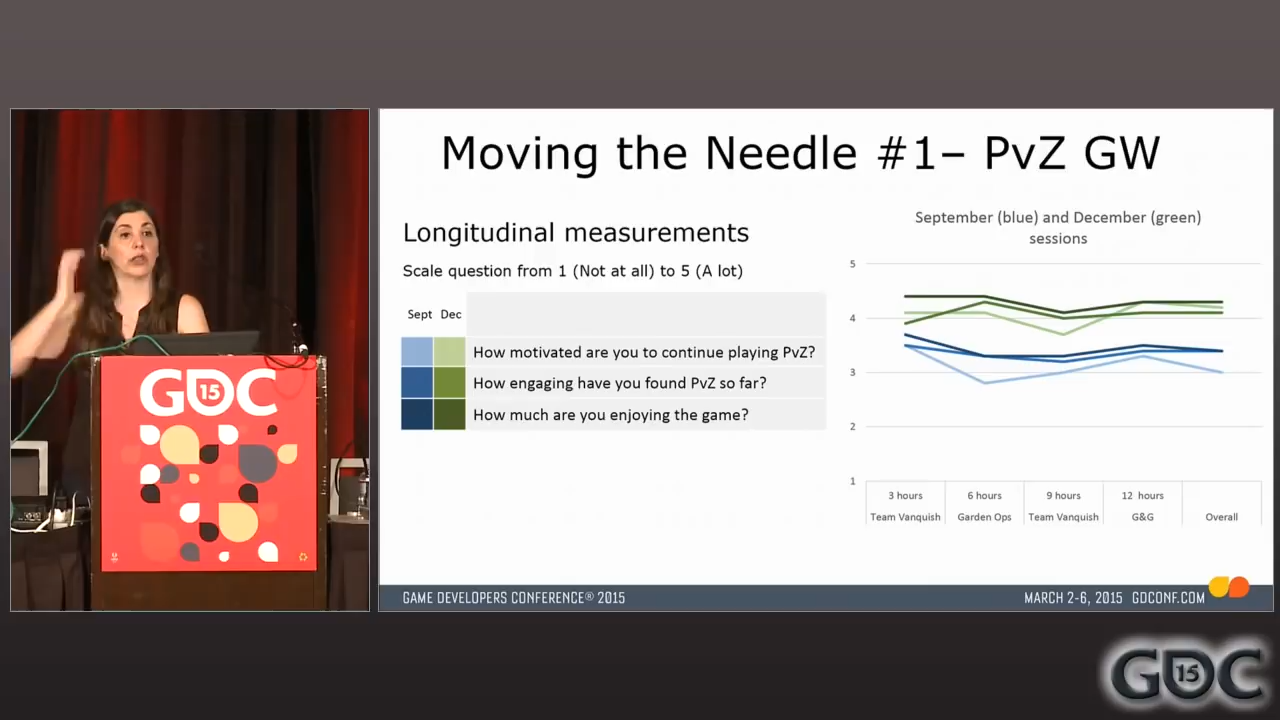 Moving the Needle #1– PvZ GW
Longitudinal measurements
Scale question from 1 (Not at all) to 5 (A lot)
Sept Dec
How motivated are you to continue playing PvZ?
How engaging have you found PvZ so far?
How much are you enjoying the game?
September (blue) and December (green)
sessions
5
4
3
2
1
3 hours 6 hours 9 hours 12 hours
Team Vanquish Garden Ops Team Vanquish G&G Overall
GDC 15
GAME DEVELOPERS CONFERENCE® 2015
MARCH 2-6, 2015 GDCONF.COM
GDC 15